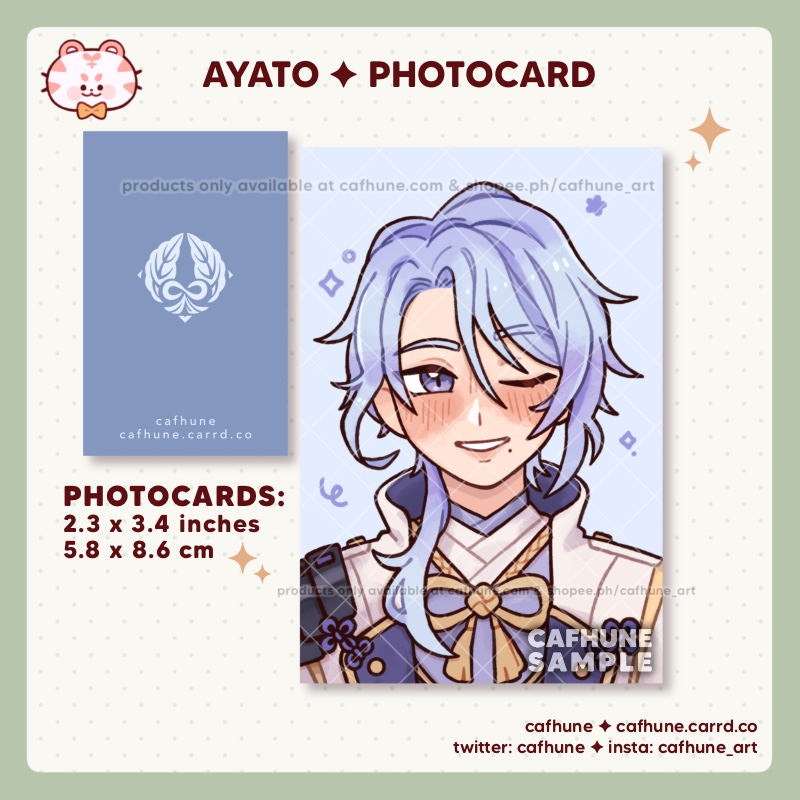 AYATO ✦ PHOTOCARD
products only available at cafhune.com & shopee.ph/cafhune_art
cafhune
cafhune.carrd.co
PHOTOCARDS:
2.3 x 3.4 inches
5.8 x 8.6 cm
products only available at cafhune.com & shopee.ph/cafhune_art
CAFHUNE
SAMPLE
cafhune ✦ cafhune.carrd.co
twitter: cafhune ✦ insta: cafhune_art